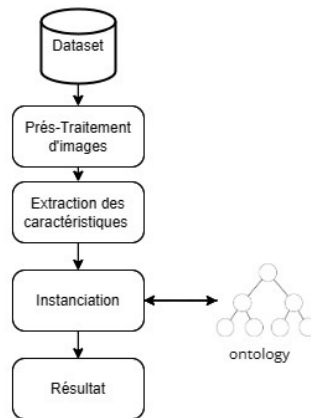 Dataset
Prés-Traitement
d'images
Extraction des
caractéristiques
Instanciation
ontology
Résultat